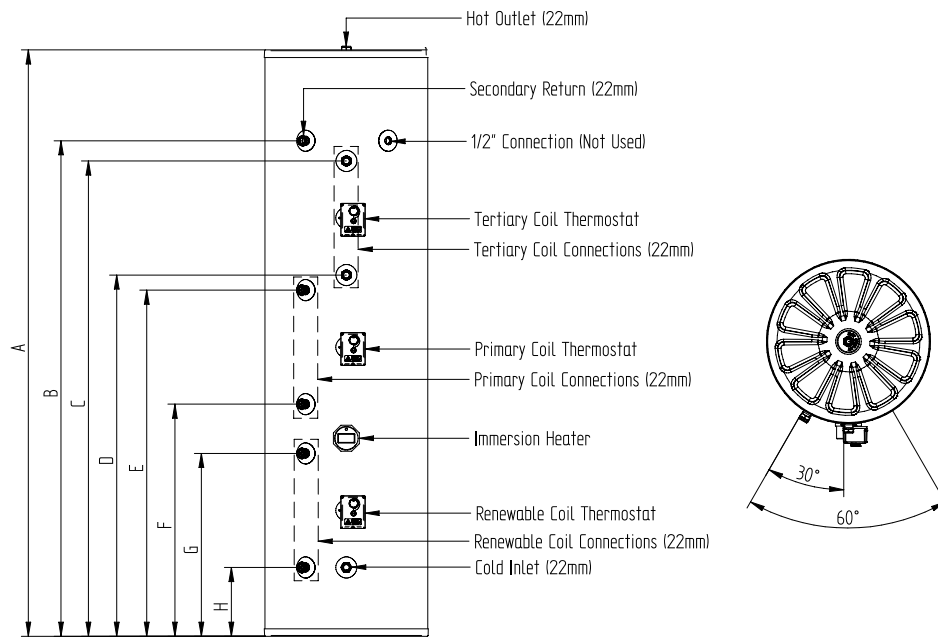 Hot Outlet (22mm)
Secondary Return (22mm)
1/2" Connection (Not Used)
Tertiary Coil Thermostat
Tertiary Coil Connections (22mm)
Primary Coil Thermostat
Primary Coil Connections (22mm)
Immersion Heater
Renewable Coil Thermostat
Renewable Coil Connections (22mm)
Cold Inlet (22mm)
A
B
C
D
E
F
G
H
30°
60°